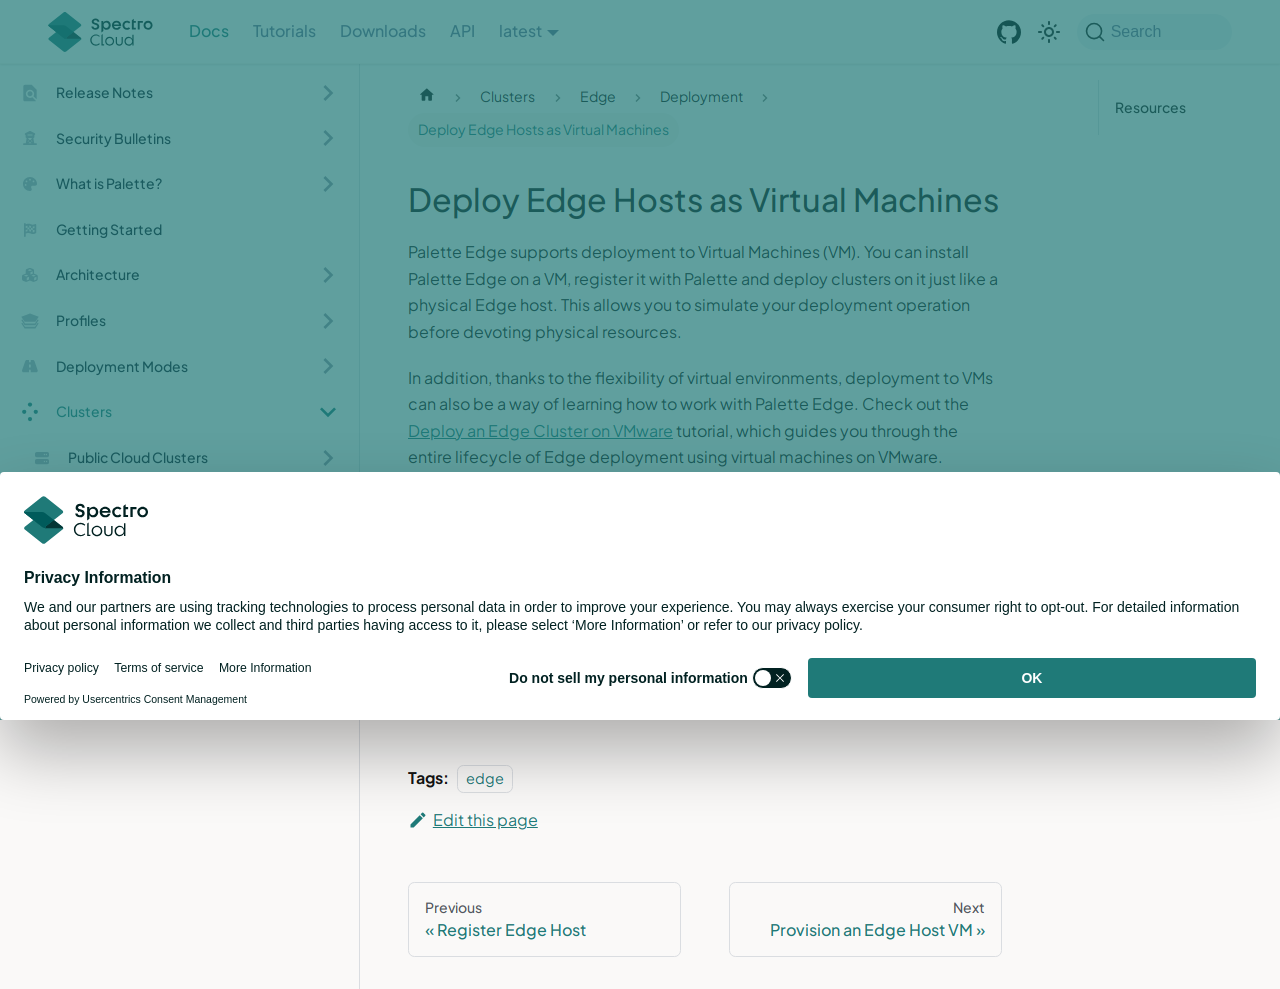 Spectro Cloud
Docs
Tutorials
Downloads
API
latest
Search
Release Notes
Security Bulletins
What is Palette?
Getting Started
Architecture
Profiles
Deployment Modes
Clusters
Public Cloud Clusters
Clusters
Edge
Deployment
Deploy Edge Hosts as Virtual Machines
Resources
Deploy Edge Hosts as Virtual Machines
Palette Edge supports deployment to Virtual Machines (VM). You can install
Palette Edge on a VM, register it with Palette and deploy clusters on it just like a
physical Edge host. This allows you to simulate your deployment operation
before devoting physical resources.
In addition, thanks to the flexibility of virtual environments, deployment to VMs
can also be a way of learning how to work with Palette Edge. Check out the
Deploy an Edge Cluster on VMware tutorial, which guides you through the
entire lifecycle of Edge deployment using virtual machines on VMware.
Spectro
Cloud
Privacy Information
We and our partners are using tracking technologies to process personal data in order to improve your experience. You may always exercise your consumer right to opt-out. For detailed information
about personal information we collect and third parties having access to it, please select ‘More Information’ or refer to our privacy policy.
Privacy policy
Terms of service
More Information
Powered by Usercentrics Consent Management
Do not sell my personal information
OK
Tags:
edge
Edit this page
Previous
« Register Edge Host
Next
Provision an Edge Host VM »